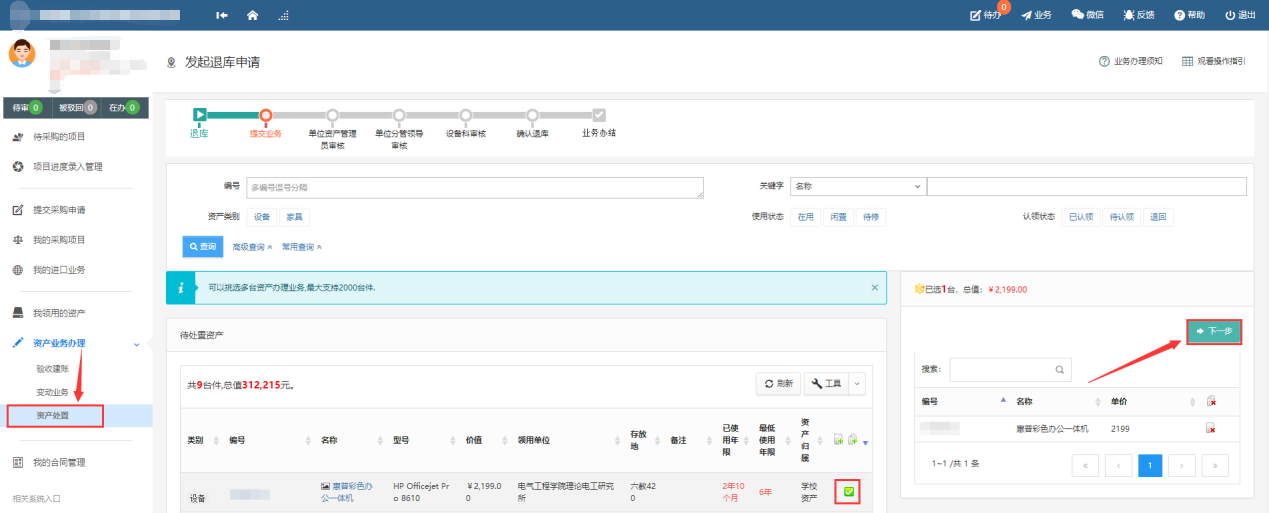 0
待办
业务
微信
反馈
帮助
退出
发起退库申请
业务办理须知
观看操作指引
待审 0
被驳回 0
在办 0
待采购的项目
项目进度录入管理
提交采购申请
我的采购项目
我的进口业务
我领用的资产
资产业务办理
验收建账
变动业务
资产处置
我的合同管理
相关系统入口
退库
提交业务
单位资产管理
员审核
单位分管领导
审核
设备科审核
确认退库
业务办结
编号
多编号逗号分隔
关键字
名称
资产类别
设备
家具
使用状态
在用
闲置
待修
认领状态
已认领
待认领
退回
查询
高级查询
常用查询
i
可以挑选多台资产办理业务,最大支持2000台件.
×
待处置资产
共9台件,总值312,215元。
刷新
工具
类别
编号
名称
型号
价值
领用单位
存放
地
备注
已使
用年
限
最低
使用
年限
资
产
归
属
设备
惠普彩色办
公一体机
HP Officejet Pr
o 8610
￥2,199.0
0
电气工程学院理论电工研究
所
六教42
0
2年10
个月
6年
学校
资产
已选1台，总值：￥2,199.00
下一步
搜索:
编号
名称
单价
惠普彩色办公一体机
2199
1~1 /共 1 条
«
‹
1
›
»